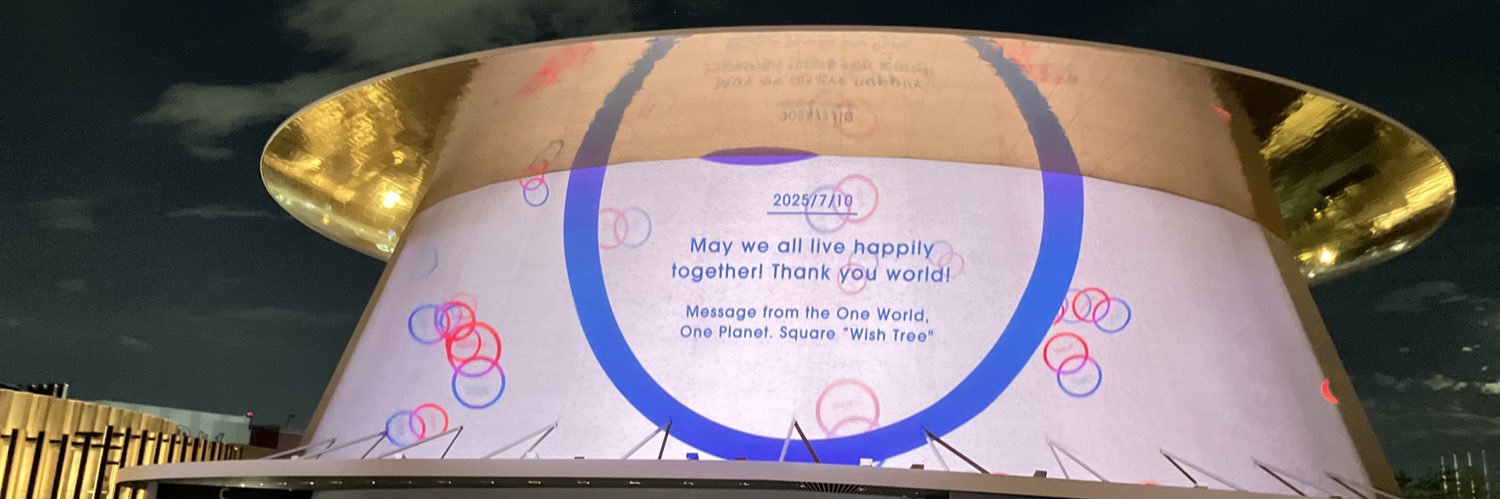 2025/7/10
May we all live happily
together! Thank you world!
Message from the One World,
One Planet. Square "Wish Tree"